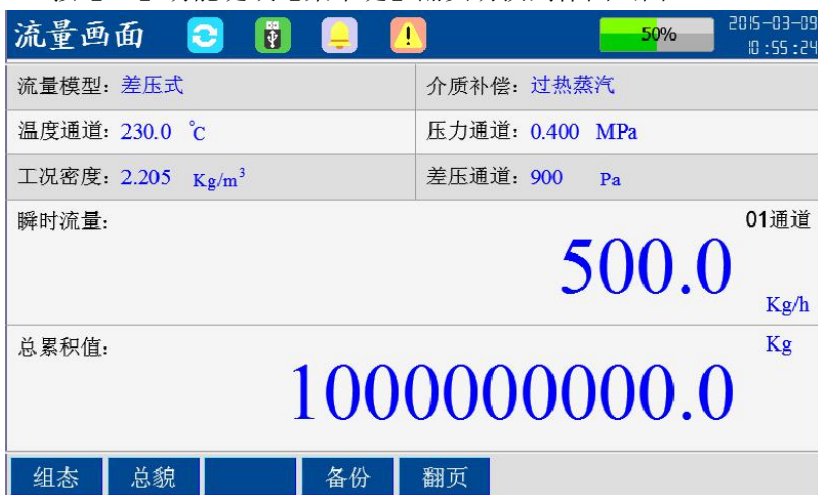 流量画面 50% 2015-03-09
10:55:24
流量模型: 差压式 介质补偿: 过热蒸汽
温度通道: 230.0 ℃ 压力通道: 0.400 MPa
工况密度: 2.205 Kg/m³ 差压通道: 900 Pa
瞬时流量: 01通道
500.0
Kg/h
总累积值: Kg
1000000000.0
组态 总貌 备份 翻页